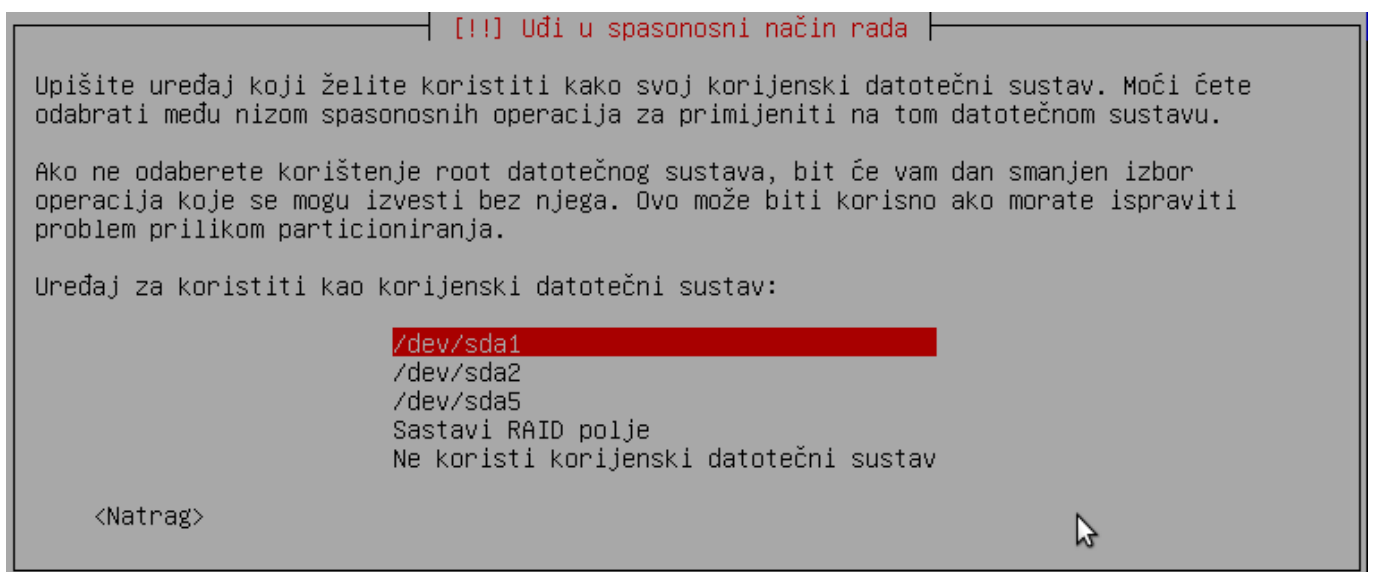 [!!] Uđi u spasonosni način rada
Upišite uređaj koji želite koristiti kako svoj korijenski datotečni sustav. Moći ćete
odabrati među nizom spasonosnih operacija za primijeniti na tom datotečnom sustavu.
Ako ne odaberete korištenje root datotečnog sustava, bit će vam dan smanjen izbor
operacija koje se mogu izvesti bez njega. Ovo može biti korisno ako morate ispraviti
problem prilikom particioniranja.
Uređaj za koristiti kao korijenski datotečni sustav:
/dev/sda1
/dev/sda2
/dev/sda5
Sastavi RAID polje
Ne koristi korijenski datotečni sustav
<Natrag>